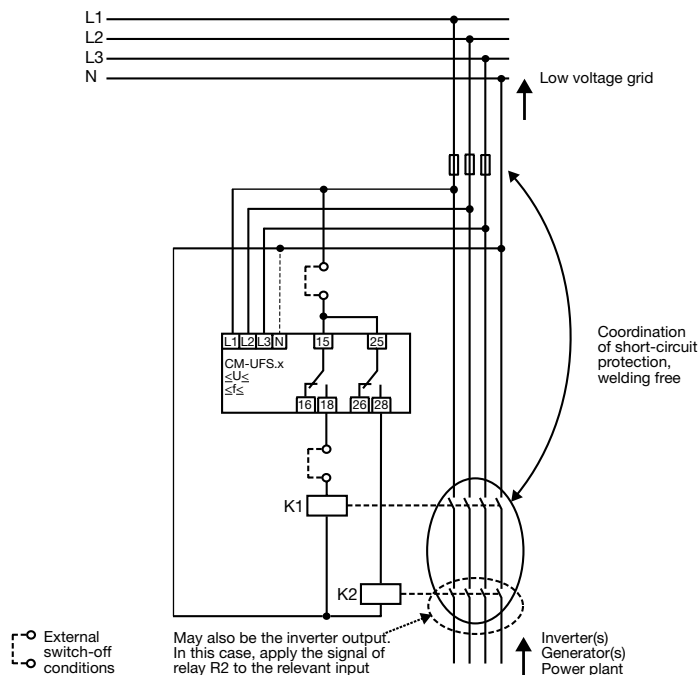 L1
L2
L3
N
Low voltage grid
L1 L2 L3 N 15 25
CM-UFS.x
≤U≤
≤f≤
16 18 26 28
Coordination
of short-circuit
protection,
welding free
K1
K2
External
switch-off
conditions
May also be the inverter output.
In this case, apply the signal of
relay R2 to the relevant input
Inverter(s)
Generator(s)
Power plant